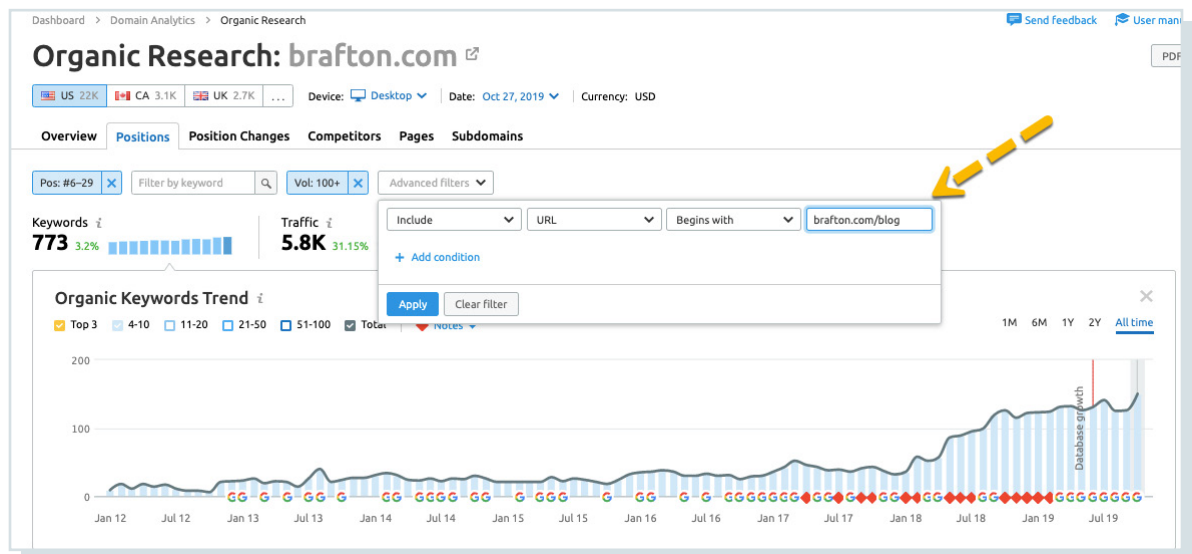 Dashboard > Domain Analytics > Organic Research
Send feedback User man
Organic Research: brafton.com
PDF
US 22K CA 3.1K UK 2.7K ... Device: Desktop Date: Oct 27, 2019 Currency: USD
Overview Positions Position Changes Competitors Pages Subdomains
Pos: #6–29 × Filter by keyword Vol: 100+ × Advanced filters
Include URL Begins with brafton.com/blog
Keywords i Traffic i
773 3.2% 5.8K 31.15%
+ Add condition
Apply Clear filter
Organic Keywords Trend i
Top 3 4-10 11-20 21-50 51-100 Total Notes
1M 6M 1Y 2Y All time
200
100
0
Database growth
Jan 12 Jul 12 Jan 13 Jul 13 Jan 14 Jul 14 Jan 15 Jul 15 Jan 16 Jul 16 Jan 17 Jul 17 Jan 18 Jul 18 Jan 19 Jul 19